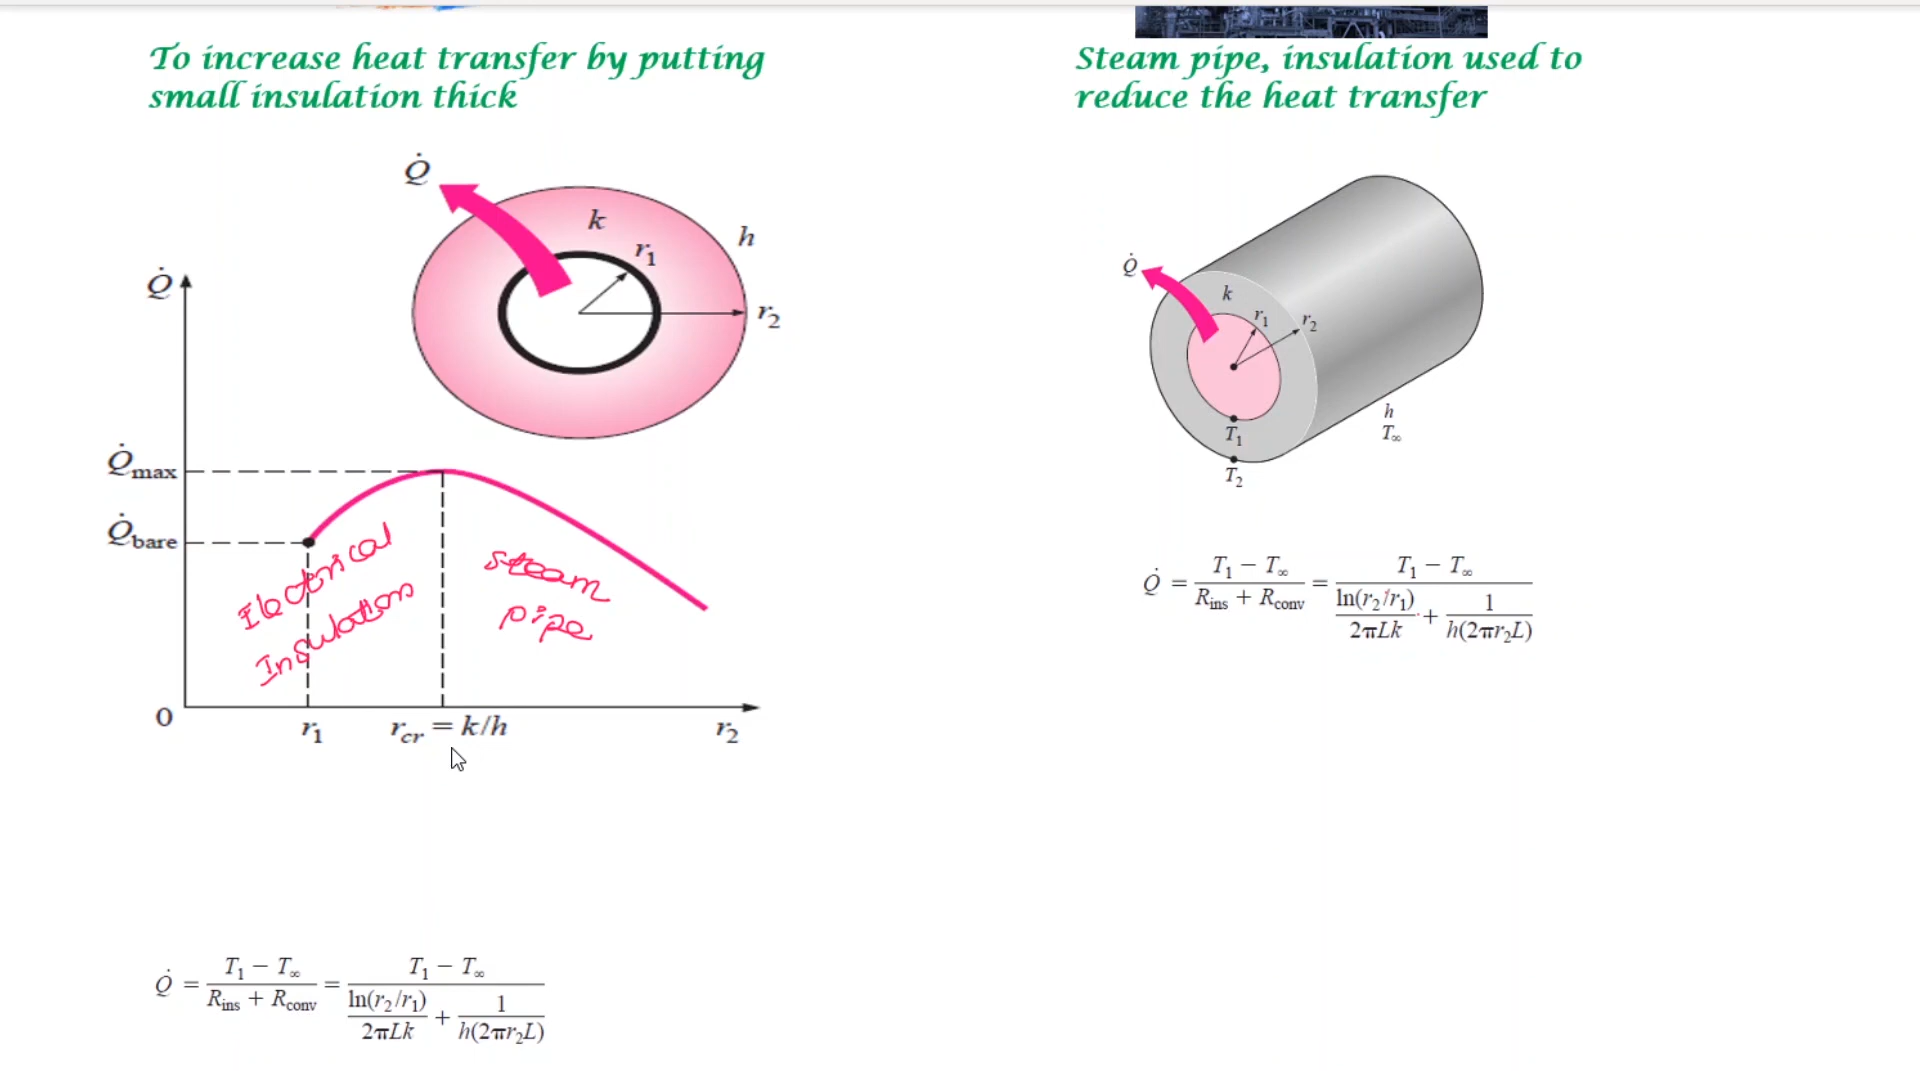 To increase heat transfer by putting
small insulation thick
Q̇
k
r₁
h
r₂
Q̇
Q̇max
Q̇bare
Ilectrical
Insulation
steam
pipe
0
r₁
rcr = k/h
r₂
Q̇ = (T₁ − T∞)/(Rins + Rconv) = (T₁ − T∞)/(ln(r₂/r₁)/(2πLk) + 1/(h(2πr₂L)))
Steam pipe, insulation used to
reduce the heat transfer
Q̇
k
r₁
r₂
T₁
T₂
h
T∞
Q̇ = (T₁ − T∞)/(Rins + Rconv) = (T₁ − T∞)/(ln(r₂/r₁)/(2πLk) + 1/(h(2πr₂L)))